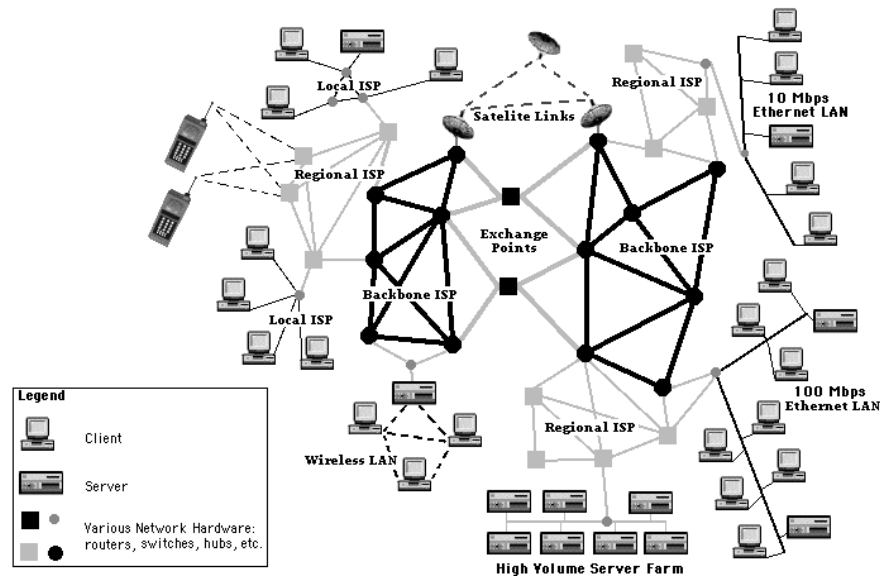 Local ISP
Regional ISP
10 Mbps
Ethernet LAN
Satelite Links
Regional ISP
Exchange
Points
Backbone ISP
Backbone ISP
Local ISP
100 Mbps
Ethernet LAN
Regional ISP
Wireless LAN
High Volume Server Farm
Legend
Client
Server
Various Network Hardware:
routers, switches, hubs, etc.